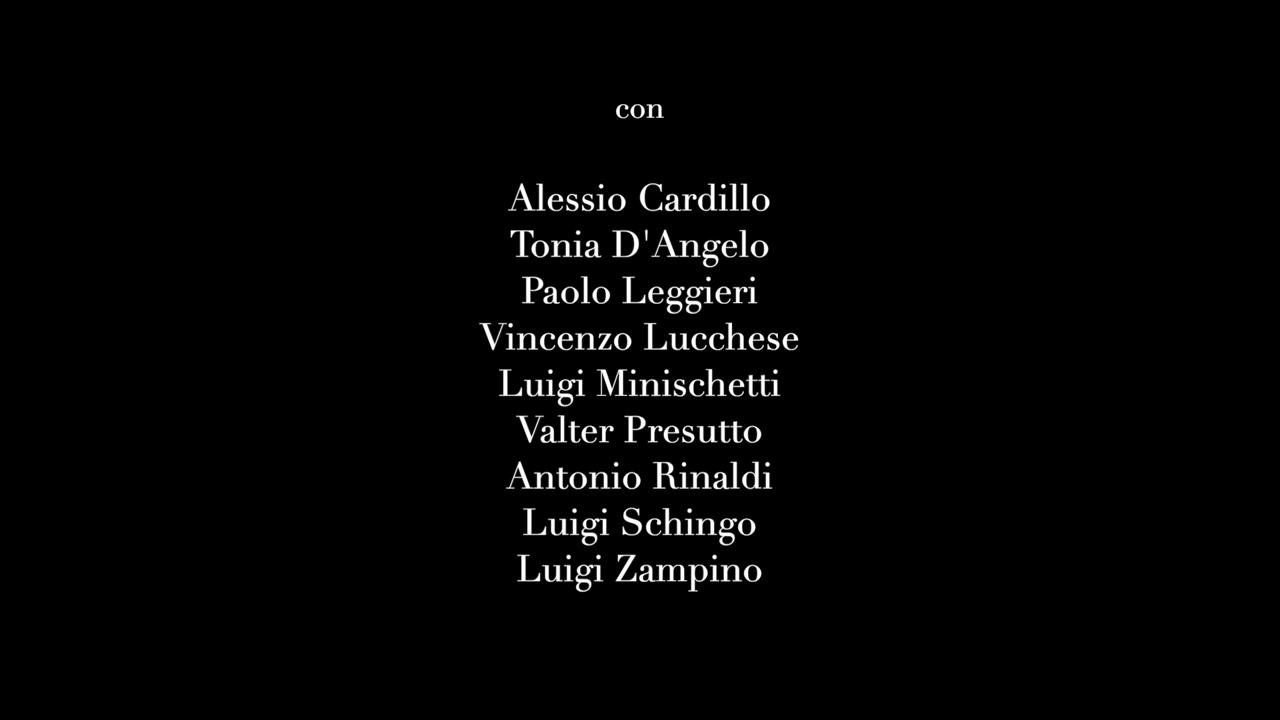 con
Alessio Cardillo
Tonia D'Angelo
Paolo Leggieri
Vincenzo Lucchese
Luigi Minischetti
Valter Presutto
Antonio Rinaldi
Luigi Schingo
Luigi Zampino